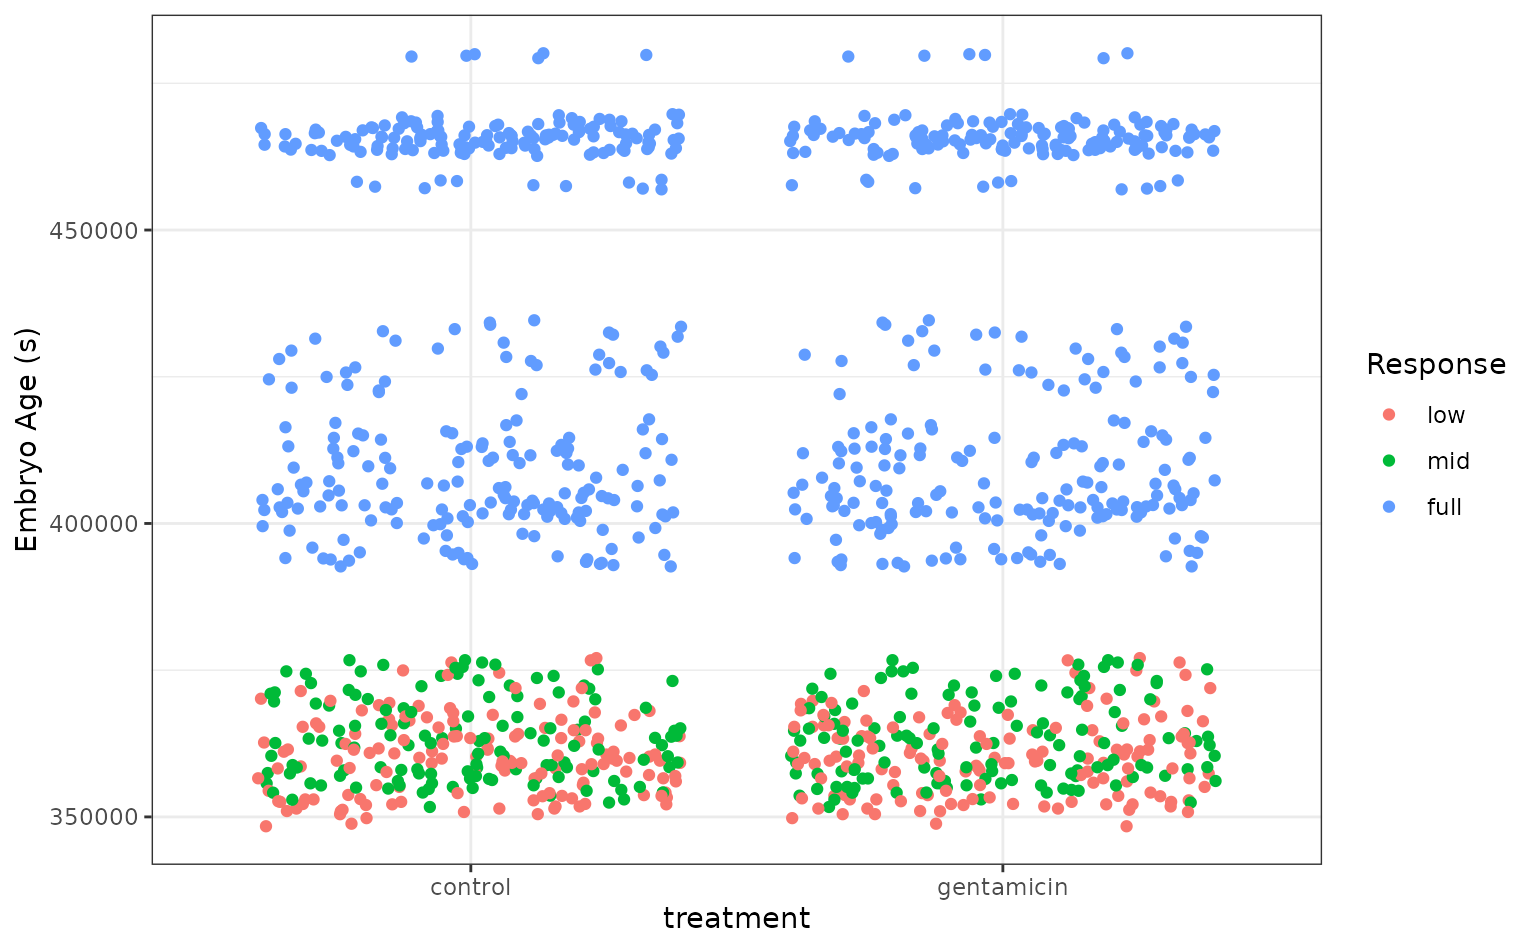 Embryo Age (s)
450000
400000
350000
control
gentamicin
treatment
Response
low
mid
full